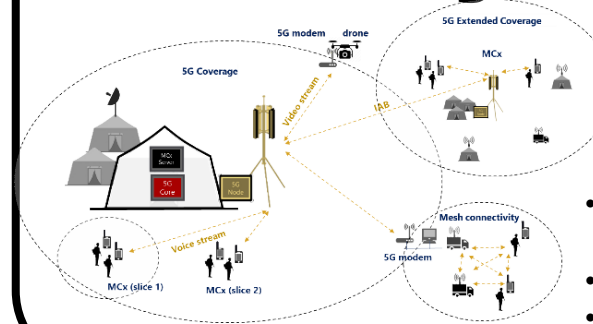 5G Extended Coverage
5G modem drone
MCx
5G Coverage
Video stream
IAB
MCx
Server
5G
Core
5G
Node
Mesh connectivity
Voice stream
5G modem
MCx (slice 1)
MCx (slice 2)